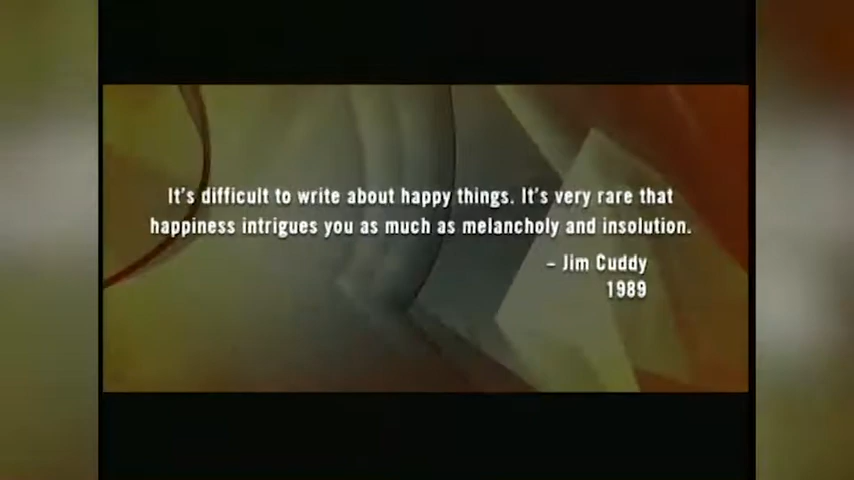 It's difficult to write about happy things. It's very rare that
happiness intrigues you as much as melancholy and insolution.
– Jim Cuddy
1989